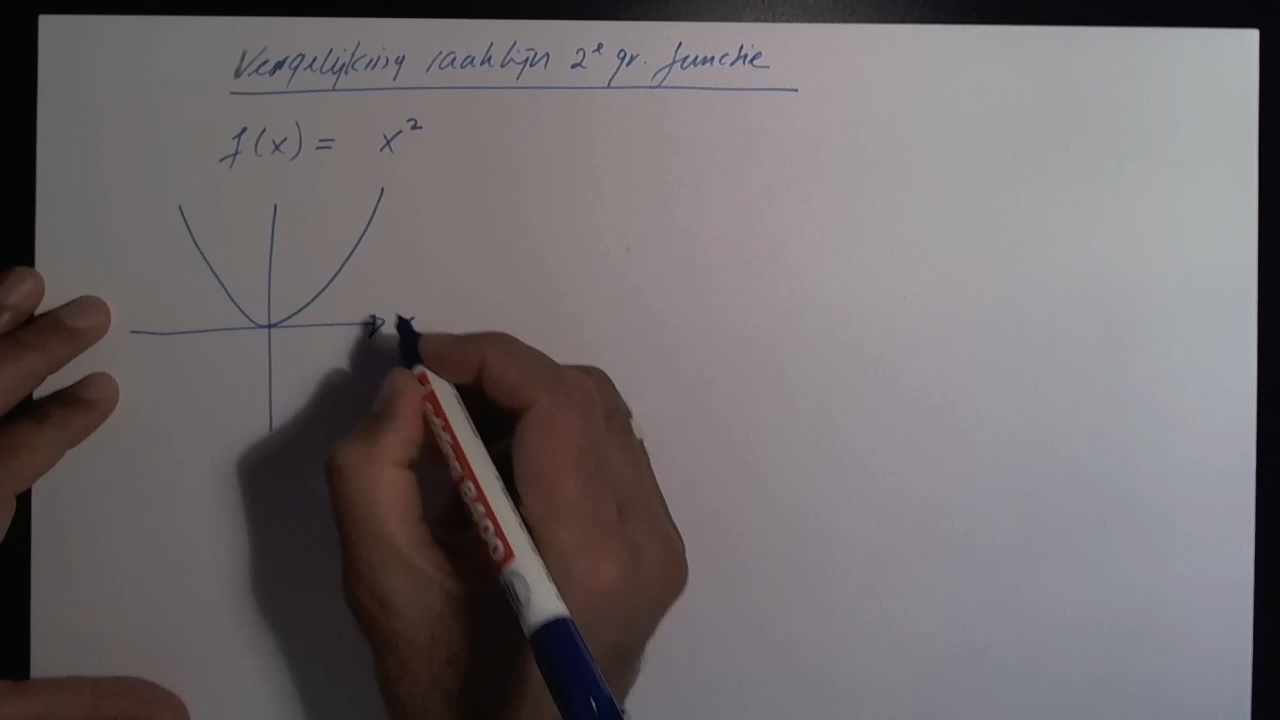 Vergelijking raaklijn 2e gr. functie
f(x) = x²